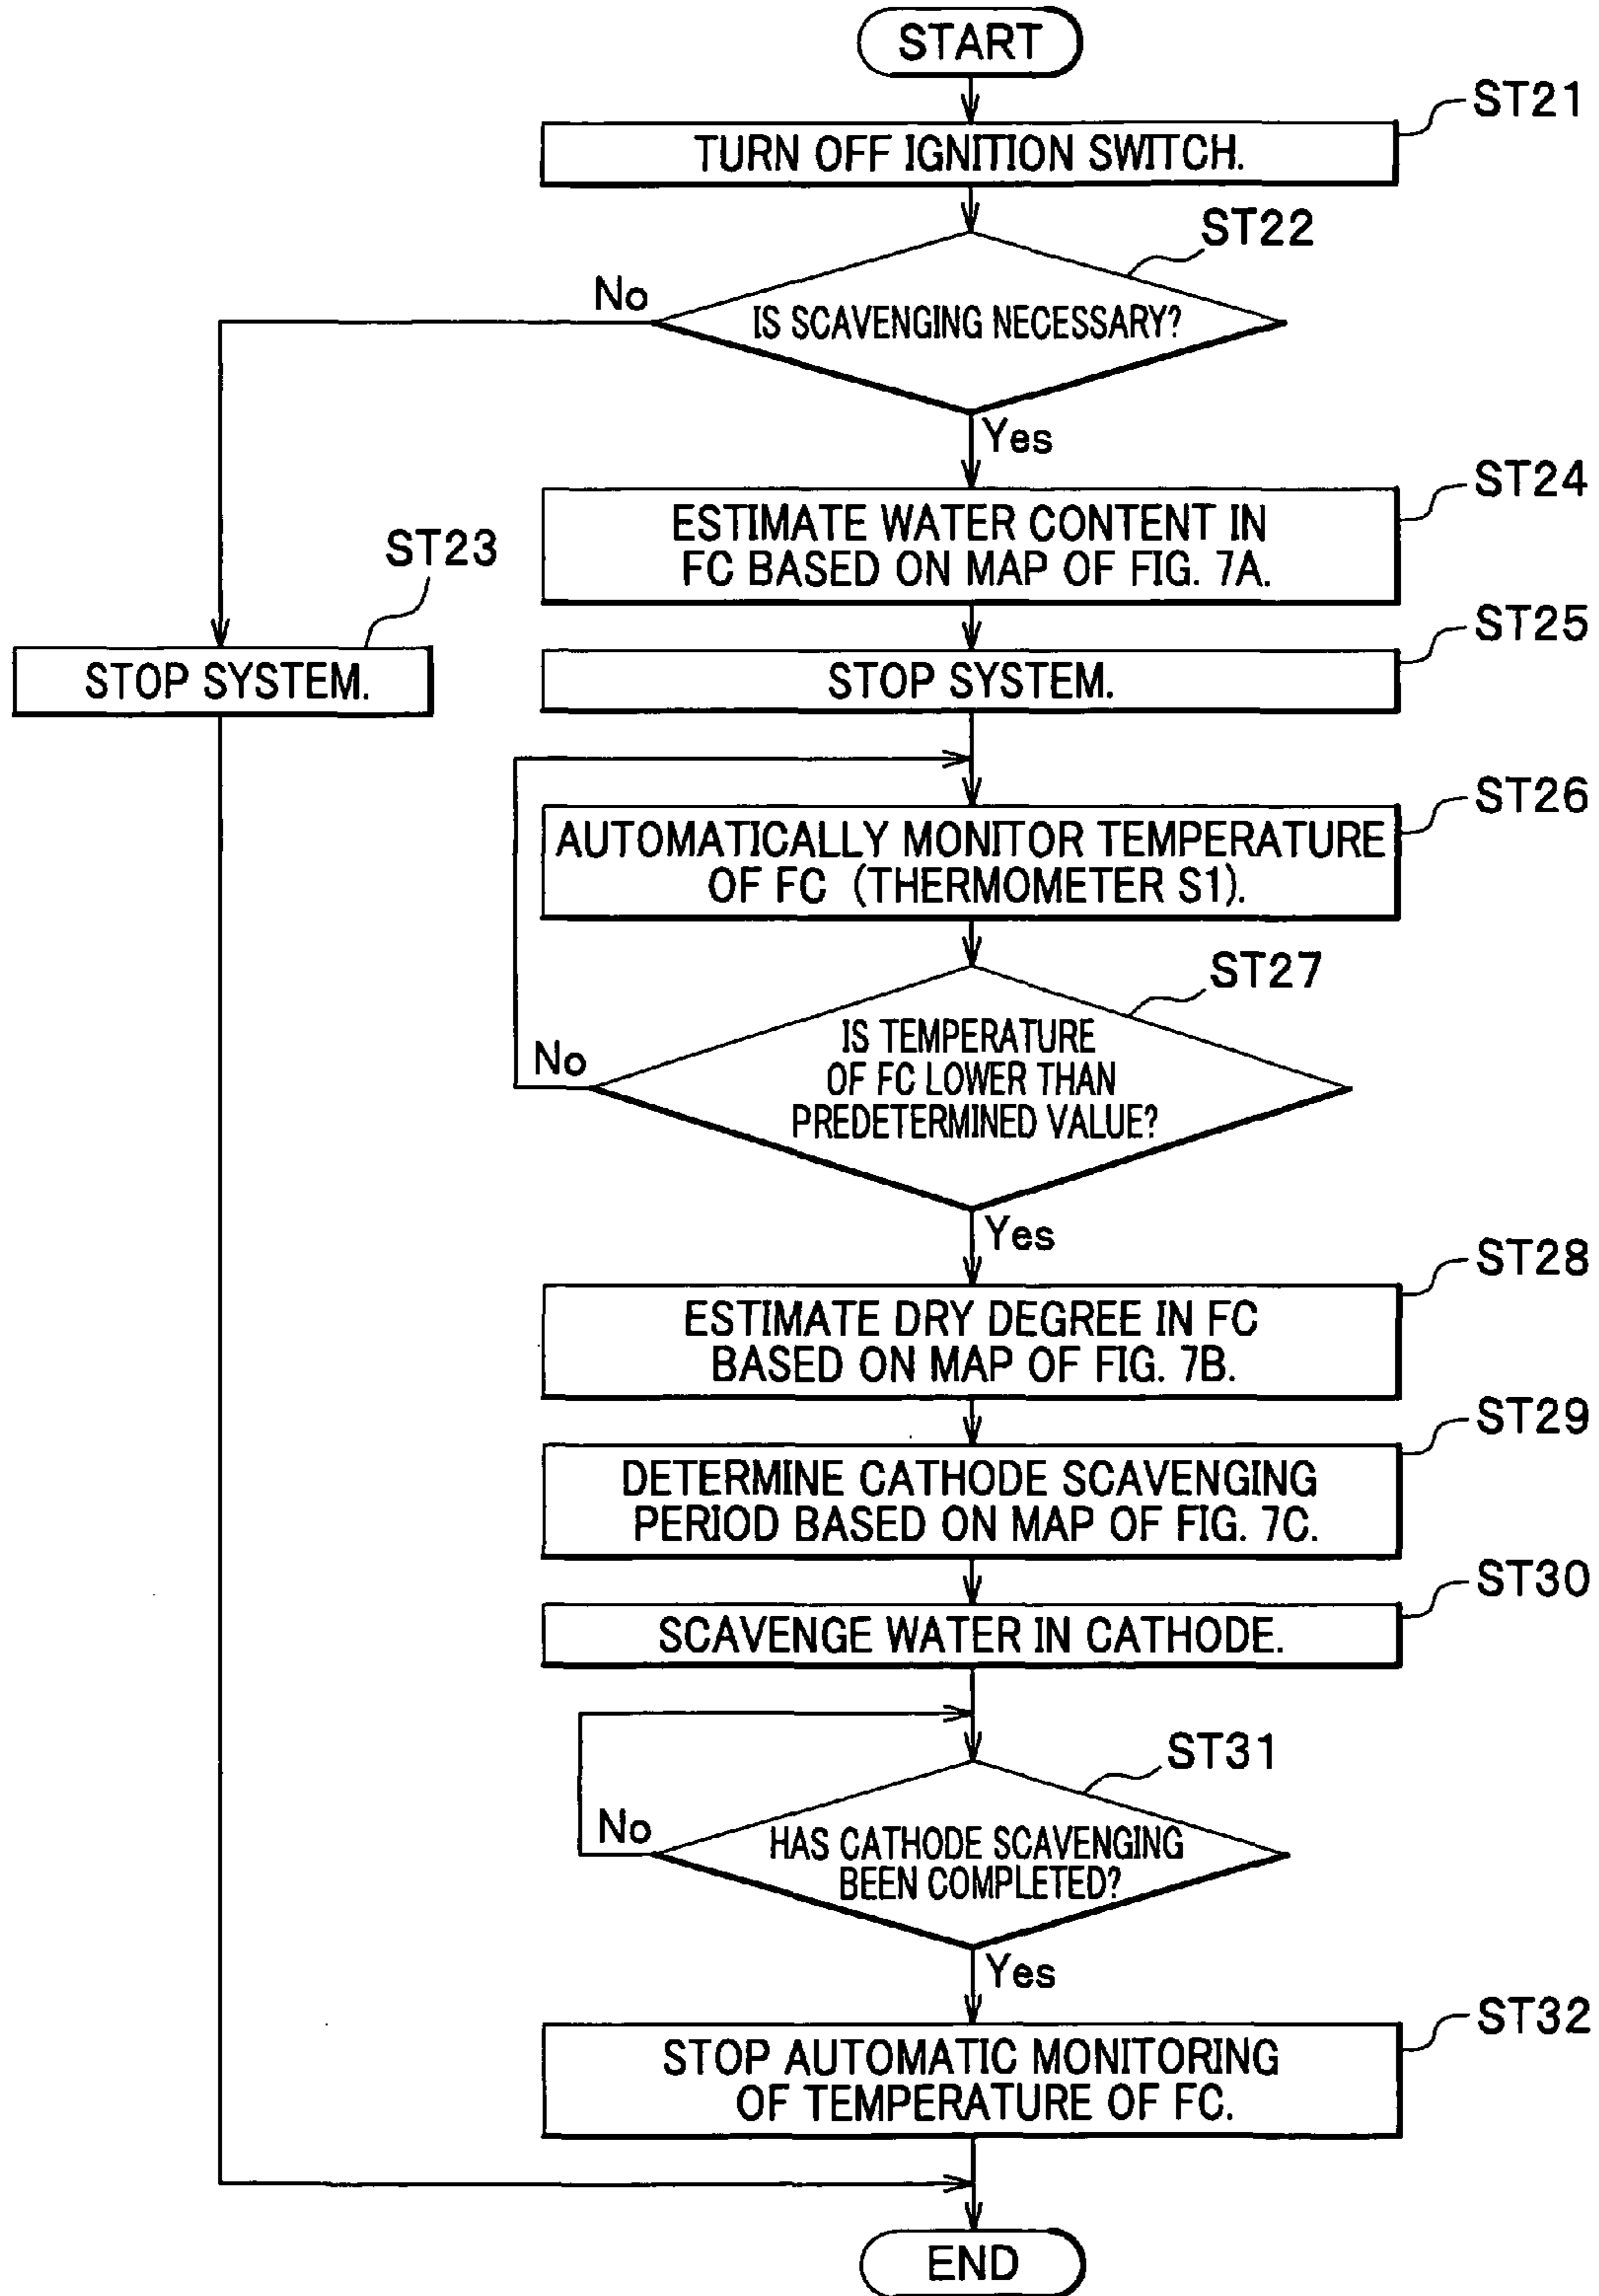 START
ST21
TURN OFF IGNITION SWITCH.
ST22
No
IS SCAVENGING NECESSARY?
Yes
ST24
ESTIMATE WATER CONTENT IN
FC BASED ON MAP OF FIG. 7A.
ST23
STOP SYSTEM.
ST25
STOP SYSTEM.
ST26
AUTOMATICALLY MONITOR TEMPERATURE
OF FC (THERMOMETER S1).
ST27
No
IS TEMPERATURE
OF FC LOWER THAN
PREDETERMINED VALUE?
Yes
ST28
ESTIMATE DRY DEGREE IN FC
BASED ON MAP OF FIG. 7B.
ST29
DETERMINE CATHODE SCAVENGING
PERIOD BASED ON MAP OF FIG. 7C.
ST30
SCAVENGE WATER IN CATHODE.
ST31
No
HAS CATHODE SCAVENGING
BEEN COMPLETED?
Yes
ST32
STOP AUTOMATIC MONITORING
OF TEMPERATURE OF FC.
END